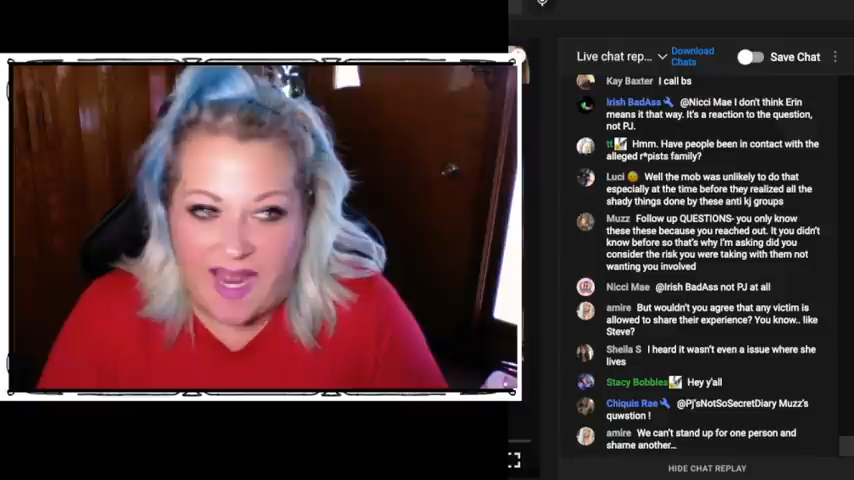 Live chat rep...
Download
Chats
Save Chat
Kay Baxter I call bs
Irish BadAss @Nicci Mae I don't think Erin
means it that way. It's a reaction to the question,
not PJ.
tt Hmm. Have people been in contact with the
alleged r*pists family?
Luci Well the mob was unlikely to do that
especially at the time before they realized all the
shady things done by these anti kj groups
Muzz Follow up QUESTIONS- you only know
these these because you reached out. It you didn't
know before so that's why I'm asking did you
consider the risk you were taking with them not
wanting you involved
Nicci Mae @Irish BadAss not PJ at all
amire But wouldn't you agree that any victim is
allowed to share their experience? You know.. like
Steve?
Sheila S I heard it wasn't even a issue where she
lives
Stacy Bobbles Hey y'all
Chiquis Rae @Pj'sNotSoSecretDiary Muzz's
quwstion !
amire We can't stand up for one person and
shame another...
HIDE CHAT REPLAY